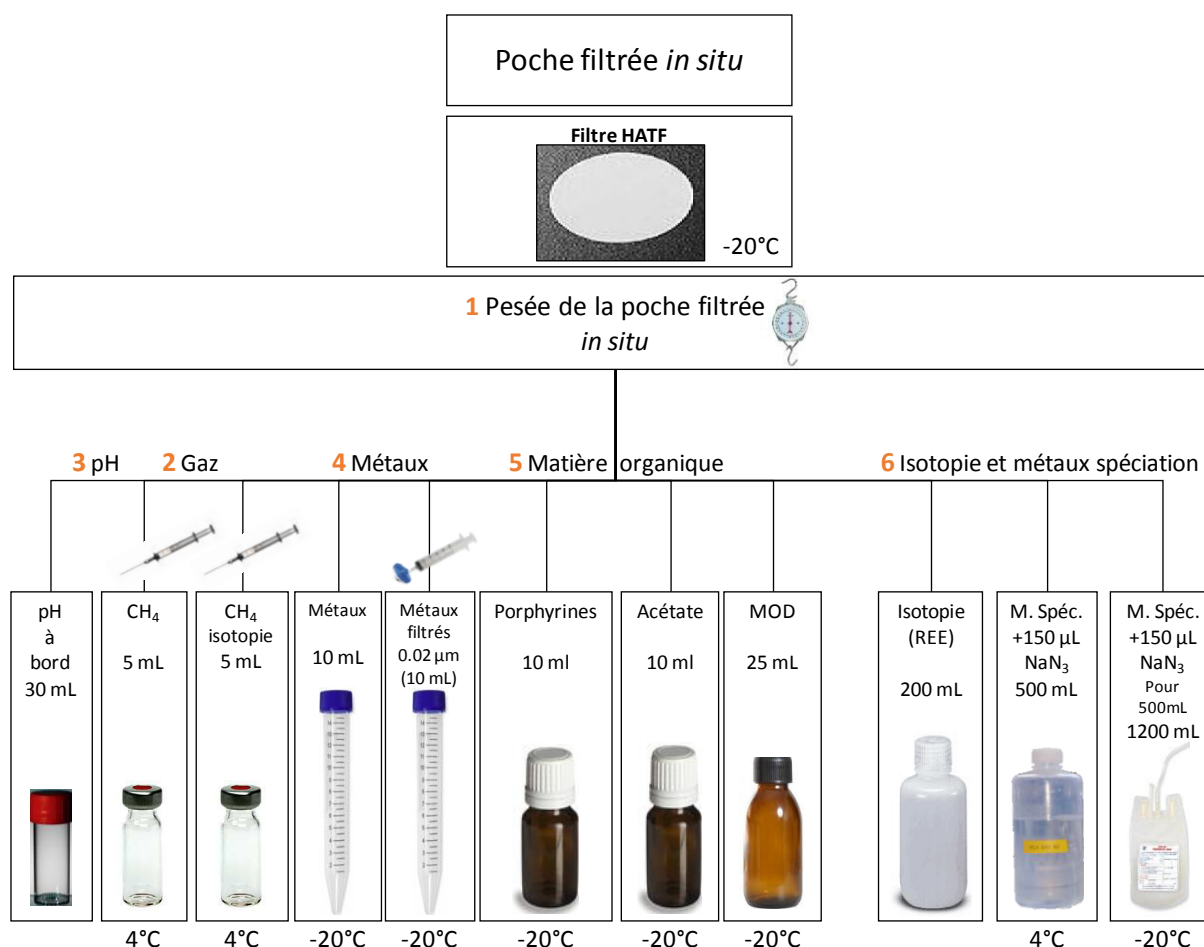 Poche filtrée in situ
Filtre HATF
-20°C
1 Pesée de la poche filtrée
in situ
3 pH
2 Gaz
4 Métaux
5 Matière organique
6 Isotopie et métaux spéciation
pH
à
bord
30 mL
CH₄
5 mL
4°C
CH₄
isotopie
5 mL
4°C
Métaux
10 mL
-20°C
Métaux
filtrés
0.02 µm
(10 mL)
-20°C
Porphyrines
10 ml
-20°C
Acétate
10 ml
-20°C
MOD
25 mL
-20°C
Isotopie
(REE)
200 mL
M. Spéc.
+150 µL
NaN₃
500 mL
4°C
M. Spéc.
+150 µL
NaN₃
Pour
500mL
1200 mL
-20°C